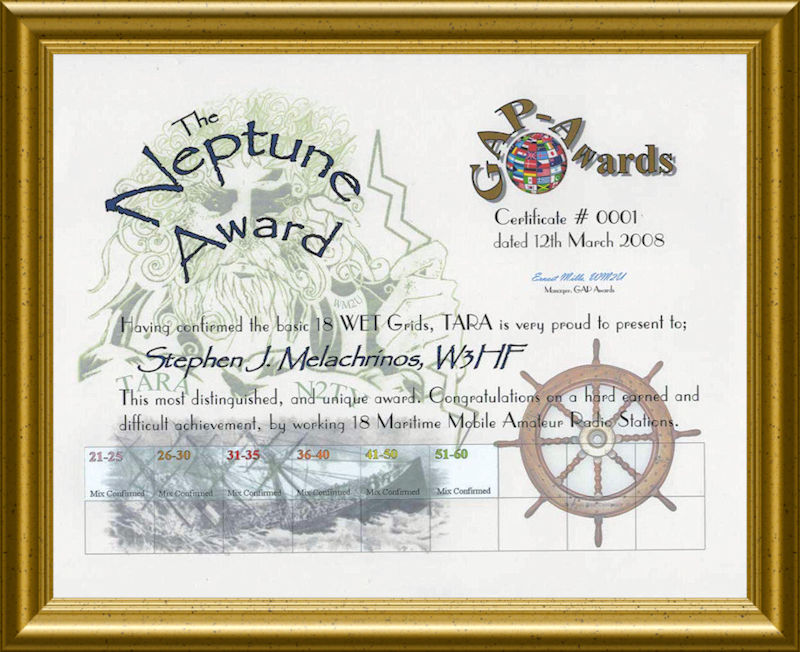 The
Neptune
Award
GAP-Awards
Certificate # 0001
dated 12th March 2008
Ernest Mills, WM2U
Manager, GAP Awards
WM2U
Having confirmed the basic 18 WET Grids, TARA is very proud to present to;
Stephen J. Melachrinos, W3HF
TARA
This most distinguished, and unique award. Congratulations on a hard earned and
difficult achievement, by working 18 Maritime Mobile Amateur Radio Stations.
21-25 26-30 31-35 36-40 41-50 51-60
Mix Confirmed Mix Confirmed Mix Confirmed Mix Confirmed Mix Confirmed Mix Confirmed